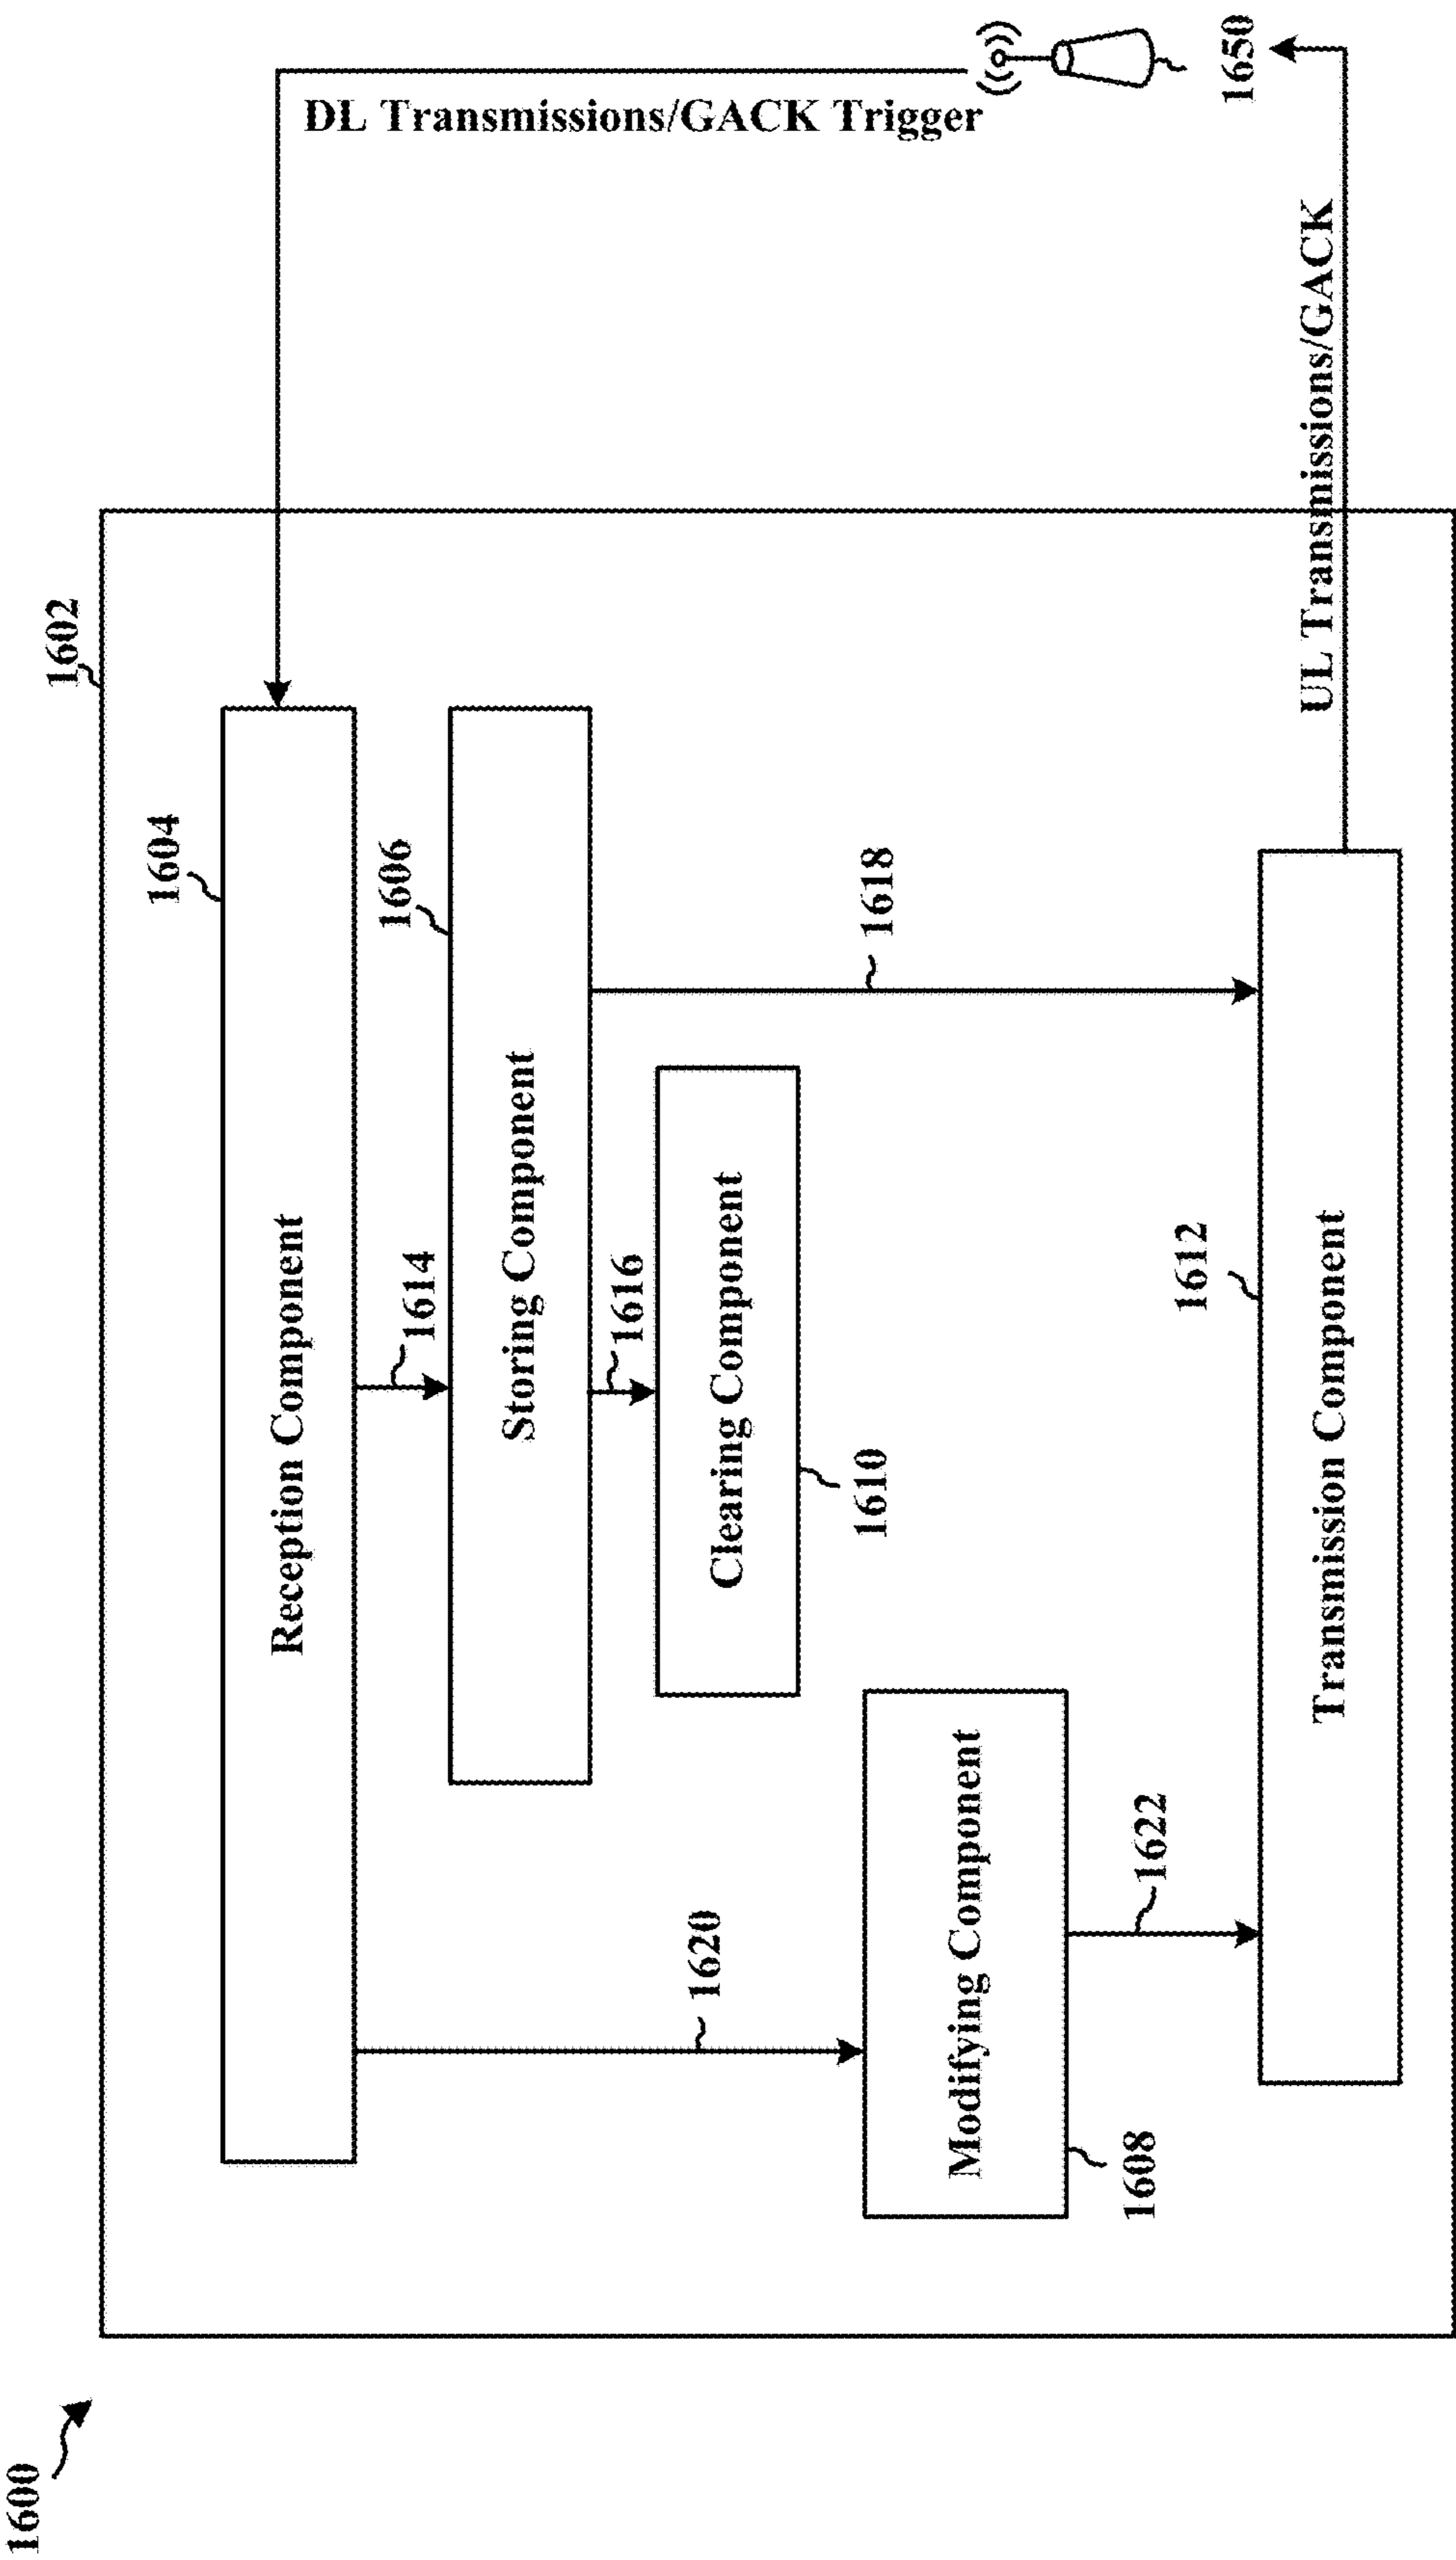 1600
1602
1604
Reception Component
1606
1614
Storing Component
1616
1618
Clearing Component
1610
1620
Modifying Component
1608
1622
1612
Transmission Component
DL Transmissions/GACK Trigger
1650
UL Transmissions/GACK